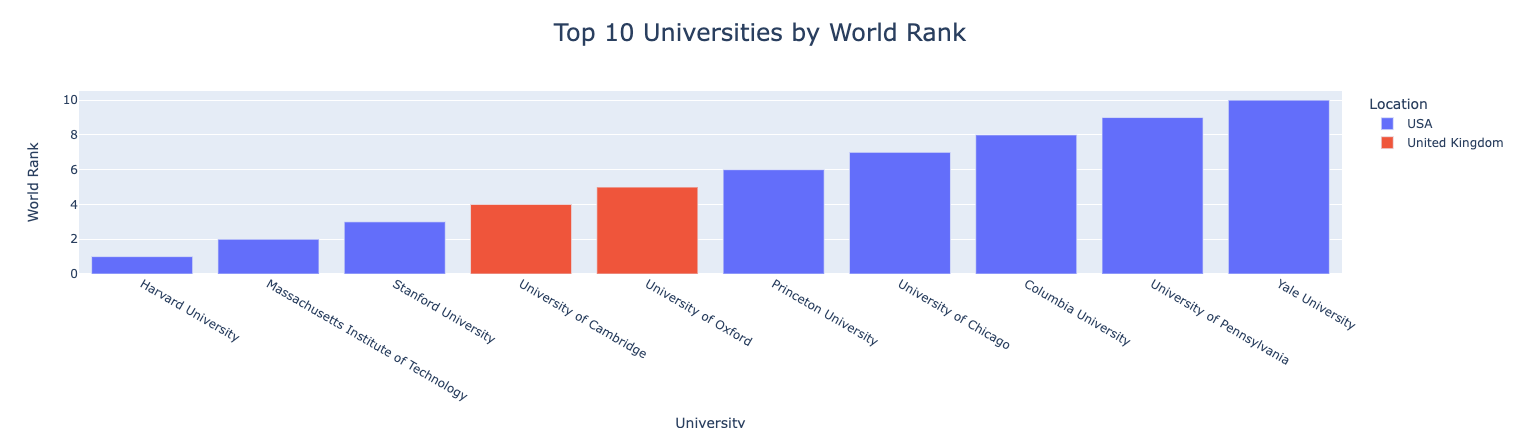 Top 10 Universities by World Rank
World Rank
10
8
6
4
2
0
Harvard University
Massachusetts Institute of Technology
Stanford University
University of Cambridge
University of Oxford
Princeton University
University of Chicago
Columbia University
University of Pennsylvania
Yale University
University
Location
USA
United Kingdom